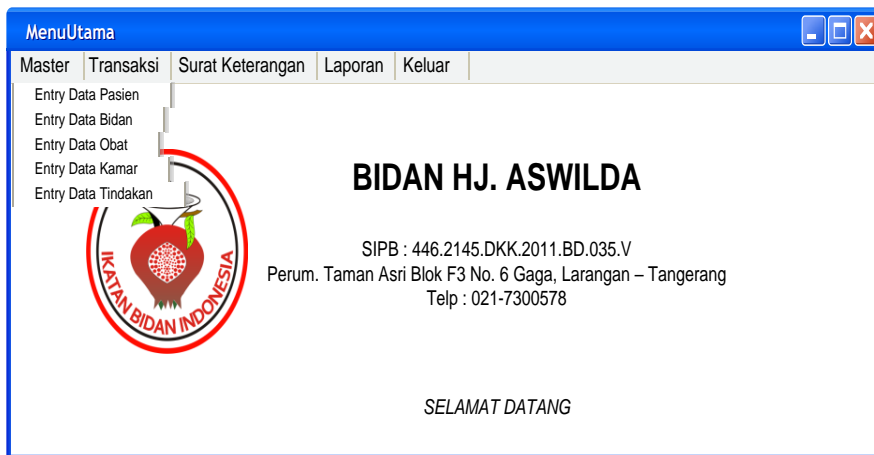 MenuUtama
Master Transaksi Surat Keterangan Laporan Keluar
Entry Data Pasien
Entry Data Bidan
Entry Data Obat
Entry Data Kamar
Entry Data Tindakan
BIDAN HJ. ASWILDA
SIPB : 446.2145.DKK.2011.BD.035.V
Perum. Taman Asri Blok F3 No. 6 Gaga, Larangan – Tangerang
Telp : 021-7300578
IKATAN BIDAN INDONESIA
SELAMAT DATANG